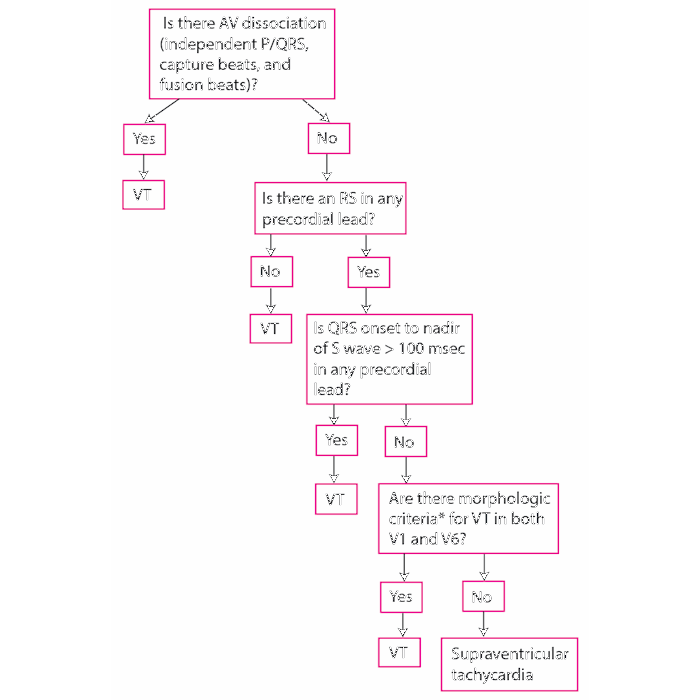 Is there AV dissociation
(independent P/QRS,
capture beats, and
fusion beats)?
Yes
No
VT
Is there an RS in any
precordial lead?
No
Yes
VT
Is QRS onset to nadir
of S wave > 100 msec
in any precordial
lead?
Yes
No
VT
Are there morphologic
criteria* for VT in both
V1 and V6?
Yes
No
VT
Supraventricular
tachycardia